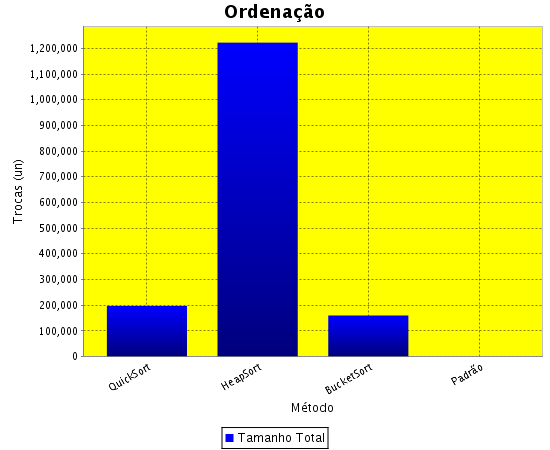 Ordenação
1,200,000
1,100,000
1,000,000
900,000
800,000
700,000
600,000
500,000
400,000
300,000
200,000
100,000
0
Trocas (un)
QuickSort
HeapSort
BucketSort
Padrão
Método
Tamanho Total